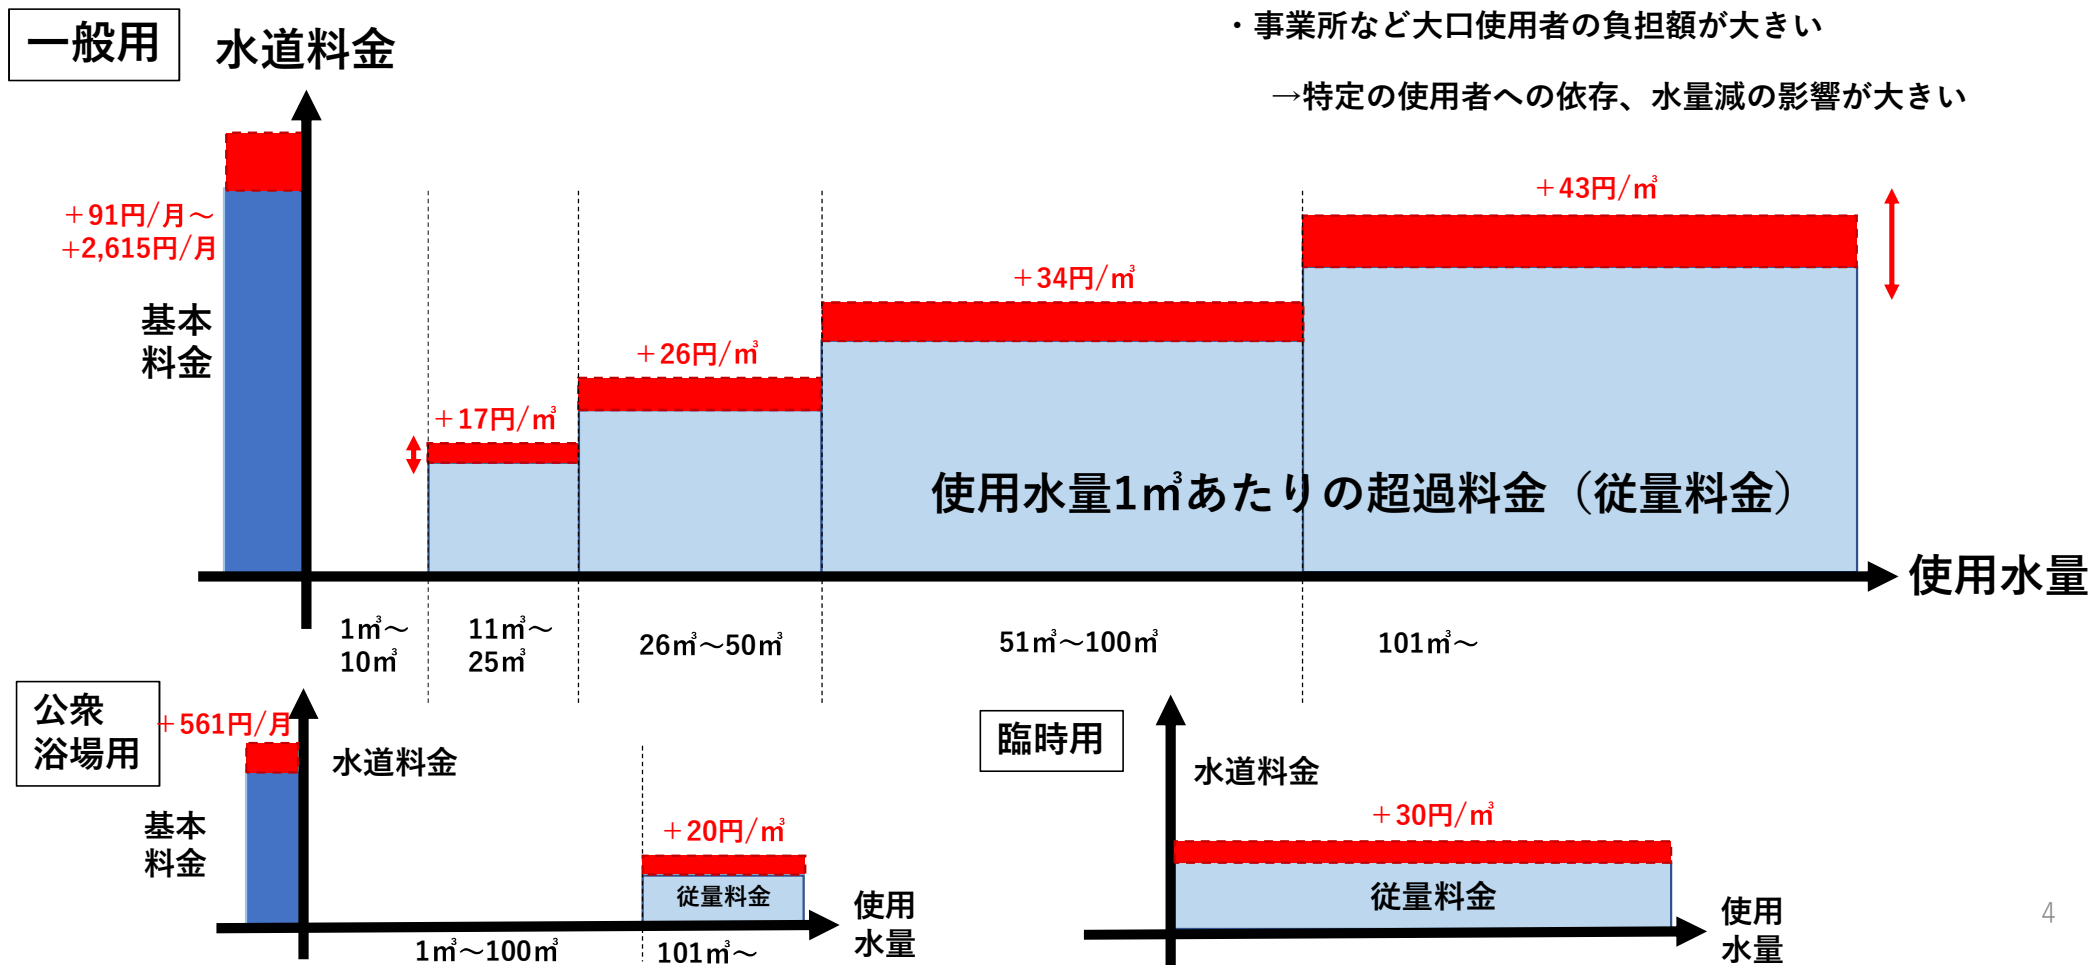 一般用
水道料金
・事業所など大口使用者の負担額が大きい
→特定の使用者への依存、水量減の影響が大きい
＋91円/月～
+2,615円/月
基本
料金
＋17円/㎥
＋26円/㎥
＋34円/㎥
＋43円/㎥
使用水量1㎥あたりの超過料金（従量料金）
使用水量
1㎥～
10㎥
11㎥～
25㎥
26㎥～50㎥
51㎥～100㎥
101㎥～
公衆
浴場用
＋561円/月
水道料金
基本
料金
＋20円/㎥
従量料金
使用
水量
1㎥～100㎥
101㎥～
臨時用
水道料金
＋30円/㎥
従量料金
使用
水量
4